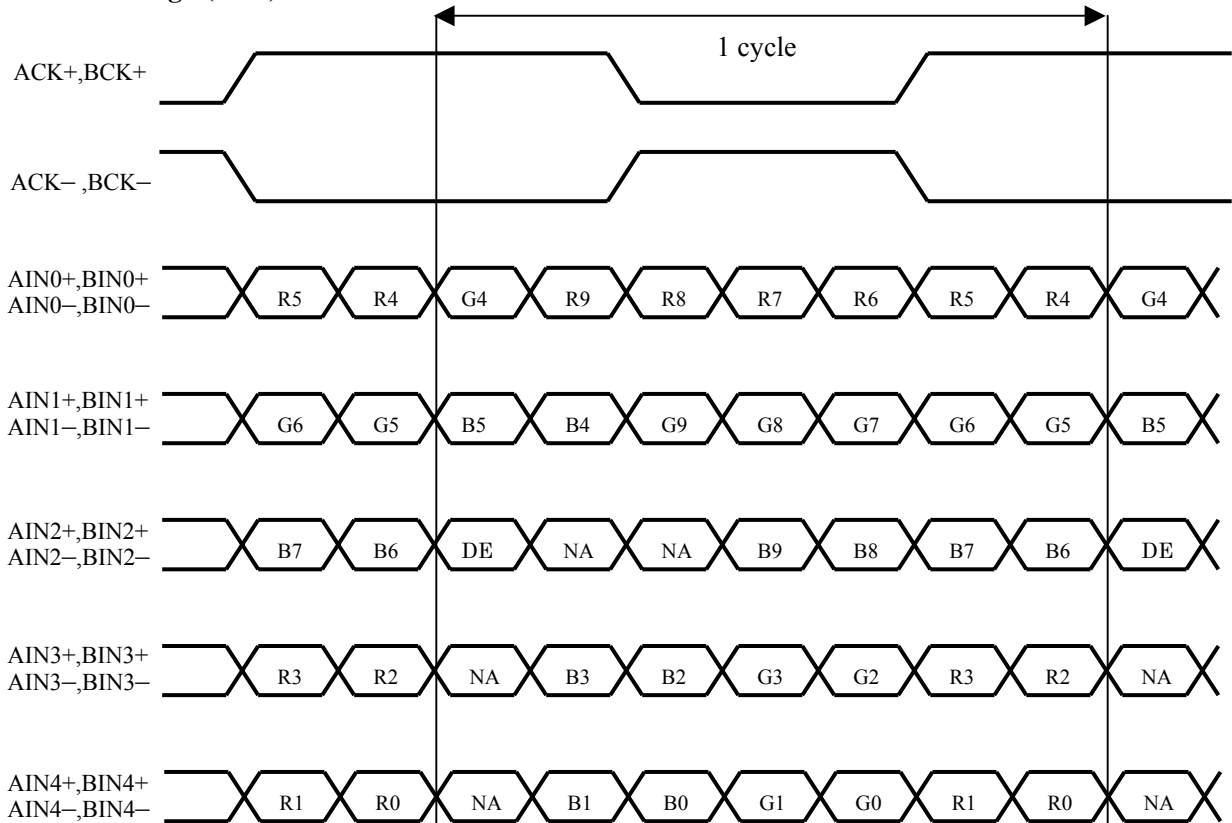 1 cycle
ACK+,BCK+
ACK− ,BCK−
AIN0+,BIN0+
AIN0−,BIN0−
R5 R4 G4 R9 R8 R7 R6 R5 R4 G4
AIN1+,BIN1+
AIN1−,BIN1−
G6 G5 B5 B4 G9 G8 G7 G6 G5 B5
AIN2+,BIN2+
AIN2−,BIN2−
B7 B6 DE NA NA B9 B8 B7 B6 DE
AIN3+,BIN3+
AIN3−,BIN3−
R3 R2 NA B3 B2 G3 G2 R3 R2 NA
AIN4+,BIN4+
AIN4−,BIN4−
R1 R0 NA B1 B0 G1 G0 R1 R0 NA